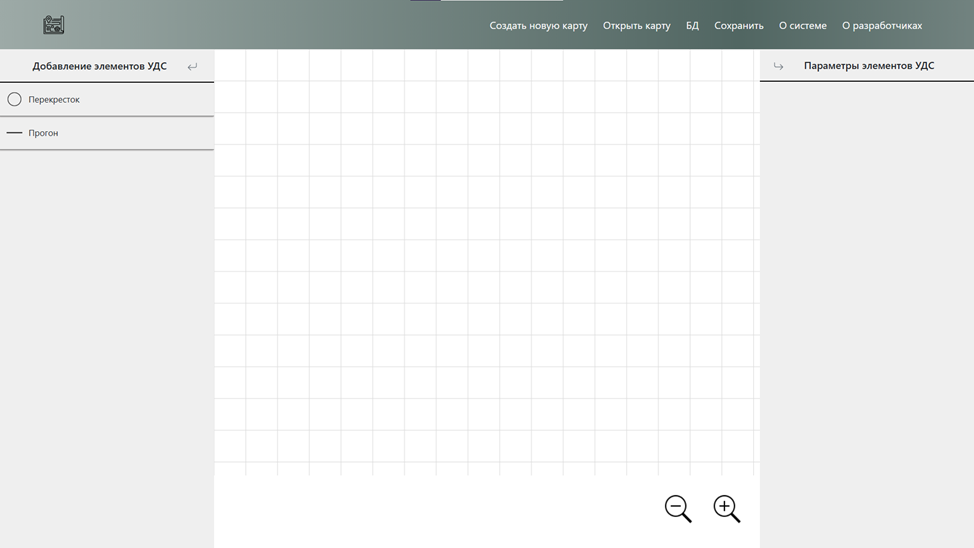 Создать новую карту Открыть карту БД Сохранить О системе О разработчиках
Добавление элементов УДС
Перекресток
Прогон
Параметры элементов УДС